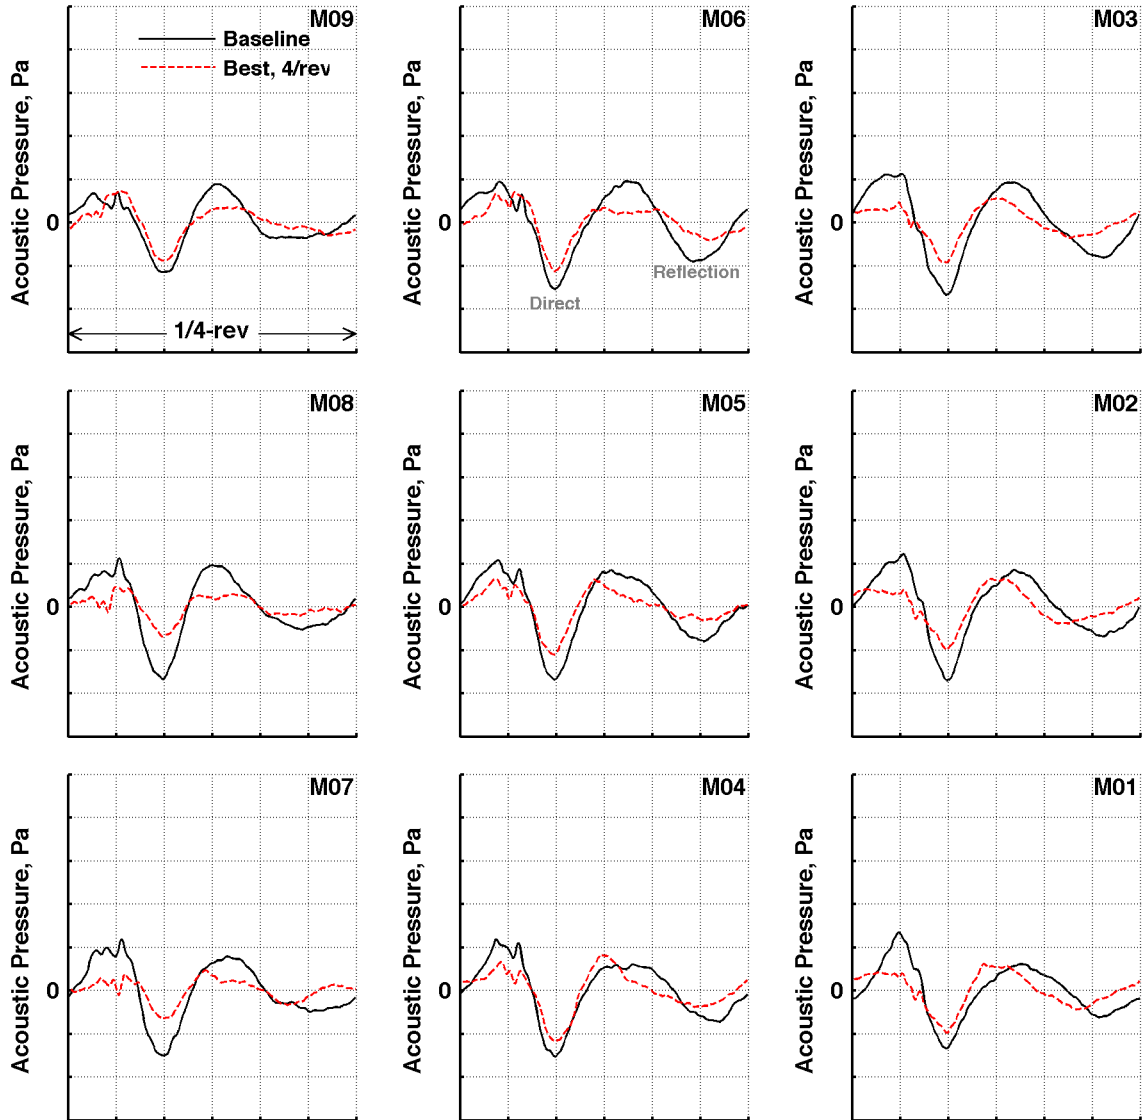 M09
Baseline
Best, 4/rev
Acoustic Pressure, Pa
0
1/4-rev
M06
Acoustic Pressure, Pa
0
Direct
Reflection
M03
Acoustic Pressure, Pa
0
M08
Acoustic Pressure, Pa
0
M05
Acoustic Pressure, Pa
0
M02
Acoustic Pressure, Pa
0
M07
Acoustic Pressure, Pa
0
M04
Acoustic Pressure, Pa
0
M01
Acoustic Pressure, Pa
0